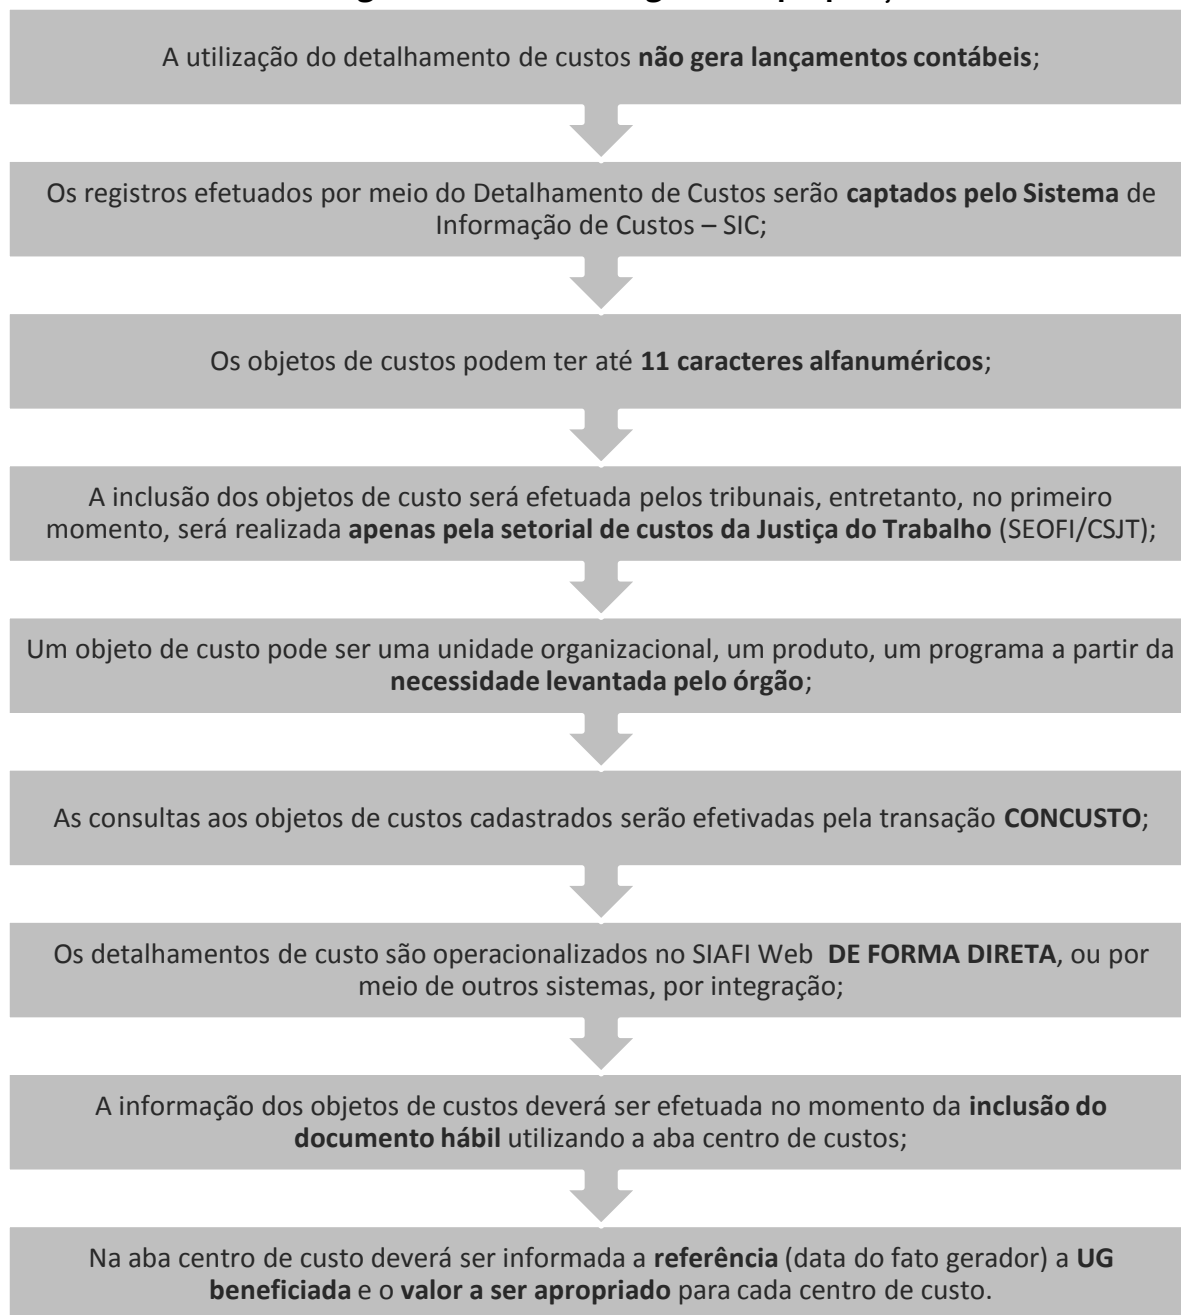 A utilização do detalhamento de custos não gera lançamentos contábeis;
Os registros efetuados por meio do Detalhamento de Custos serão captados pelo Sistema de
Informação de Custos – SIC;
Os objetos de custos podem ter até 11 caracteres alfanuméricos;
A inclusão dos objetos de custo será efetuada pelos tribunais, entretanto, no primeiro
momento, será realizada apenas pela setorial de custos da Justiça do Trabalho (SEOFI/CSJT);
Um objeto de custo pode ser uma unidade organizacional, um produto, um programa a partir da
necessidade levantada pelo órgão;
As consultas aos objetos de custos cadastrados serão efetivadas pela transação CONCUSTO;
Os detalhamentos de custo são operacionalizados no SIAFI Web DE FORMA DIRETA, ou por
meio de outros sistemas, por integração;
A informação dos objetos de custos deverá ser efetuada no momento da inclusão do
documento hábil utilizando a aba centro de custos;
Na aba centro de custo deverá ser informada a referência (data do fato gerador) a UG
beneficiada e o valor a ser apropriado para cada centro de custo.